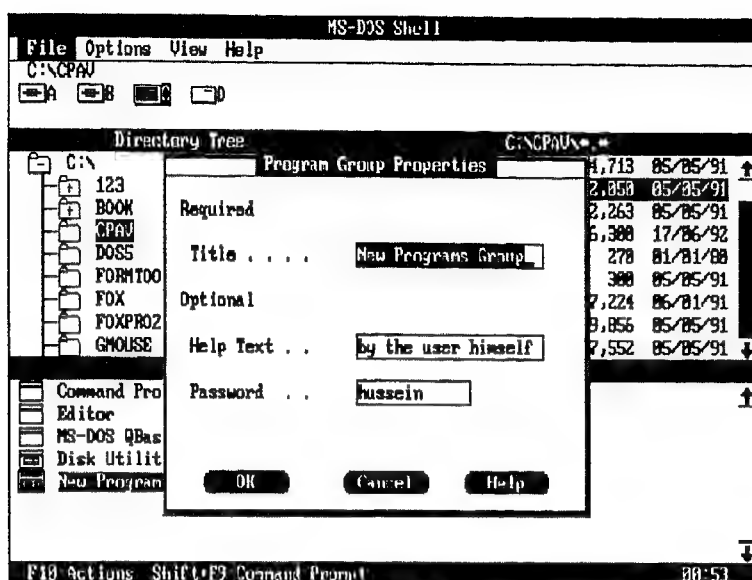 MS-DOS Shell
File Options View Help
C:\CPAV
A B D
Directory Tree
C:\CPAV\*.*
C:\
123
BOOK
CPAV
DOS5
FORMTOO
FOX
FOXPRO2
GMOUSE
4,713 05/05/91
2,050 05/05/91
2,263 05/05/91
6,300 17/06/92
270 01/01/80
300 05/05/91
7,224 06/01/91
9,856 05/05/91
7,552 05/05/91
Program Group Properties
Required
Title . . . . New Programs Group
Optional
Help Text . . by the user himself
Password . . hussein
OK Cancel Help
Command Pro
Editor
MS-DOS QBas
Disk Utilit
New Program
F10 Actions Shift+F9 Command Prompt 00:53